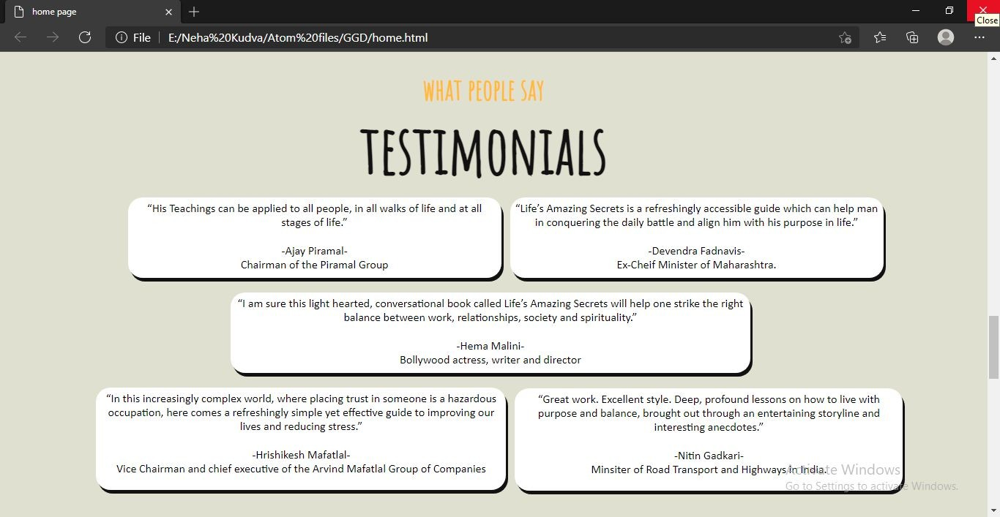 home page
Close
File
E:/Neha%20Kudva/Atom%20files/GGD/home.html
WHAT PEOPLE SAY
TESTIMONIALS
“His Teachings can be applied to all people, in all walks of life and at all
stages of life.”
-Ajay Piramal-
Chairman of the Piramal Group
“Life’s Amazing Secrets is a refreshingly accessible guide which can help man
in conquering the daily battle and align him with his purpose in life.”
-Devendra Fadnavis-
Ex-Cheif Minister of Maharashtra.
“I am sure this light hearted, conversational book called Life’s Amazing Secrets will help one strike the right
balance between work, relationships, society and spirituality.”
-Hema Malini-
Bollywood actress, writer and director
“In this increasingly complex world, where placing trust in someone is a hazardous
occupation, here comes a refreshingly simple yet effective guide to improving our
lives and reducing stress.”
-Hrishikesh Mafatlal-
Vice Chairman and chief executive of the Arvind Mafatlal Group of Companies
“Great work. Excellent style. Deep, profound lessons on how to live with
purpose and balance, brought out through an entertaining storyline and
interesting anecdotes.”
-Nitin Gadkari-
Minsiter of Road Transport and Highways in India.
Activate Windows
Go to Settings to activate Windows.